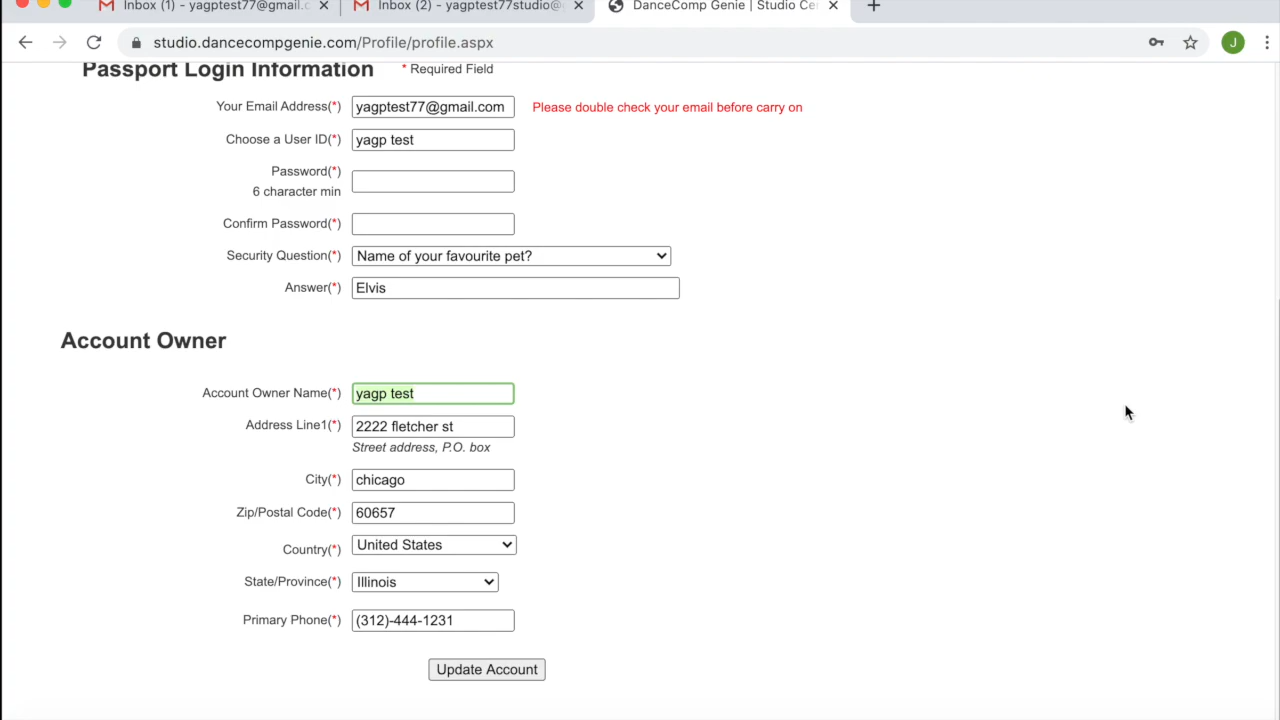 Inbox (1) - yagptest77@gmail.c
Inbox (2) - yagptest77studio@
DanceComp Genie | Studio Ce
studio.dancecompgenie.com/Profile/profile.aspx
J
Passport Login Information * Required Field
Your Email Address(*) yagptest77@gmail.com Please double check your email before carry on
Choose a User ID(*) yagp test
Password(*)
6 character min
Confirm Password(*)
Security Question(*) Name of your favourite pet?
Answer(*) Elvis
Account Owner
Account Owner Name(*) yagp test
Address Line1(*) 2222 fletcher st
Street address, P.O. box
City(*) chicago
Zip/Postal Code(*) 60657
Country(*) United States
State/Province(*) Illinois
Primary Phone(*) (312)-444-1231
Update Account